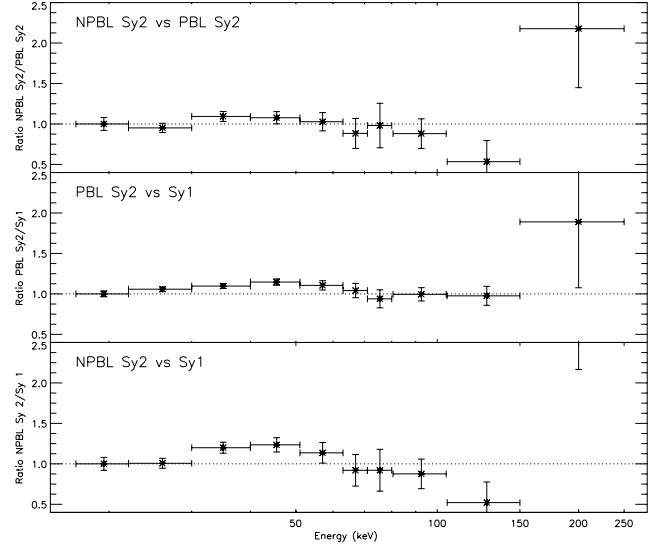 NPBL Sy2 vs PBL Sy2
Ratio NPBL Sy2/PBL Sy2
2.5
2.0
1.5
1.0
0.5
PBL Sy2 vs Sy1
Ratio PBL Sy2/Sy1
2.5
2.0
1.5
1.0
0.5
NPBL Sy2 vs Sy1
Ratio NPBL Sy 2/Sy 1
2.5
2.0
1.5
1.0
0.5
50 100 150 200 250
Energy (keV)